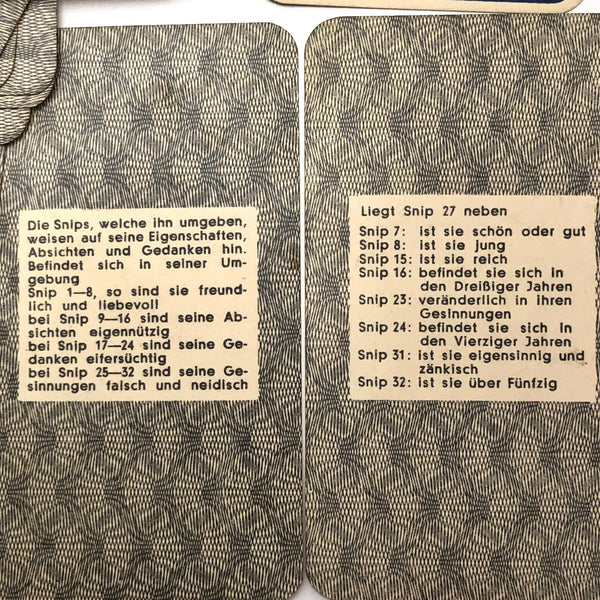 Die Snips, welche ihn umgeben,
weisen auf seine Eigenschaften,
Absichten und Gedanken hin.
Befindet sich in seiner Um-
gebung
Snip 1—8, so sind sie freund-
lich und liebevoll
bei Snip 9—16 sind seine Ab-
sichten eigennützig
bei Snip 17—24 sind seine Ge-
danken eifersüchtig
bei Snip 25—32 sind seine Ge-
sinnungen falsch und neidisch
Liegt Snip 27 neben
Snip 7: ist sie schön oder gut
Snip 8: ist sie jung
Snip 15: ist sie reich
Snip 16: befindet sie sich in
den Dreißiger Jahren
Snip 23: veränderlich in ihren
Gesinnungen
Snip 24: befindet sie sich in
den Vierziger Jahren
Snip 31: ist sie eigensinnig und
zänkisch
Snip 32: ist sie über Fünfzig